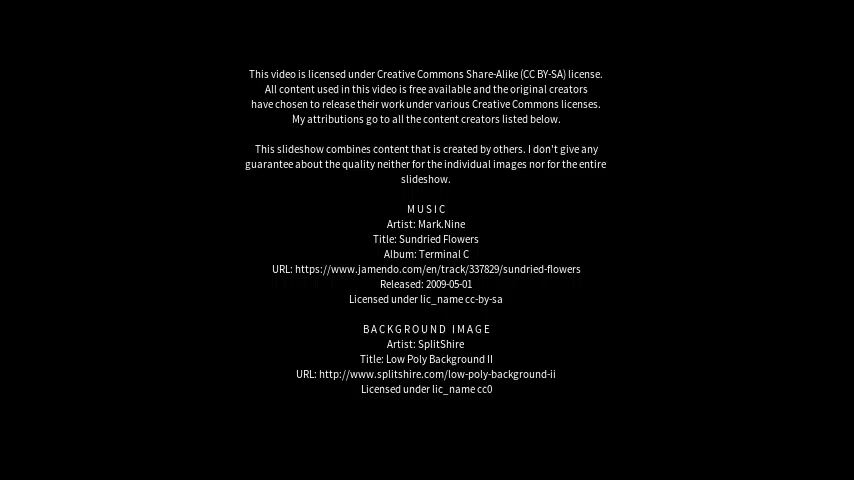 This video is licensed under Creative Commons Share-Alike (CC BY-SA) license.
All content used in this video is free available and the original creators
have chosen to release their work under various Creative Commons licenses.
My attributions go to all the content creators listed below.
This slideshow combines content that is created by others. I don't give any
guarantee about the quality neither for the individual images nor for the entire
slideshow.
MUSIC
Artist: Mark.Nine
Title: Sundried Flowers
Album: Terminal C
URL: https://www.jamendo.com/en/track/337829/sundried-flowers
Released: 2009-05-01
Licensed under lic_name cc-by-sa
BACKGROUND IMAGE
Artist: SplitShire
Title: Low Poly Background II
URL: http://www.splitshire.com/low-poly-background-ii
Licensed under lic_name cc0